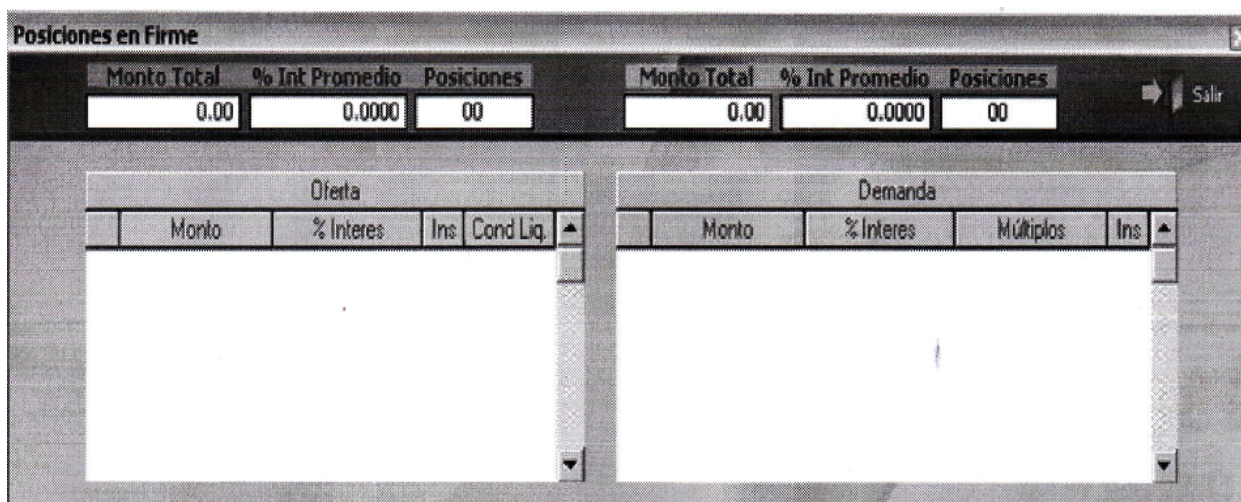 Posiciones en Firme
Monto Total % Int Promedio Posiciones Monto Total % Int Promedio Posiciones
0.00 0.0000 00 0.00 0.0000 00 Salir
Oferta Demanda
Monto % Interes Ins Cond Liq. Monto % Interes Múltiplos Ins